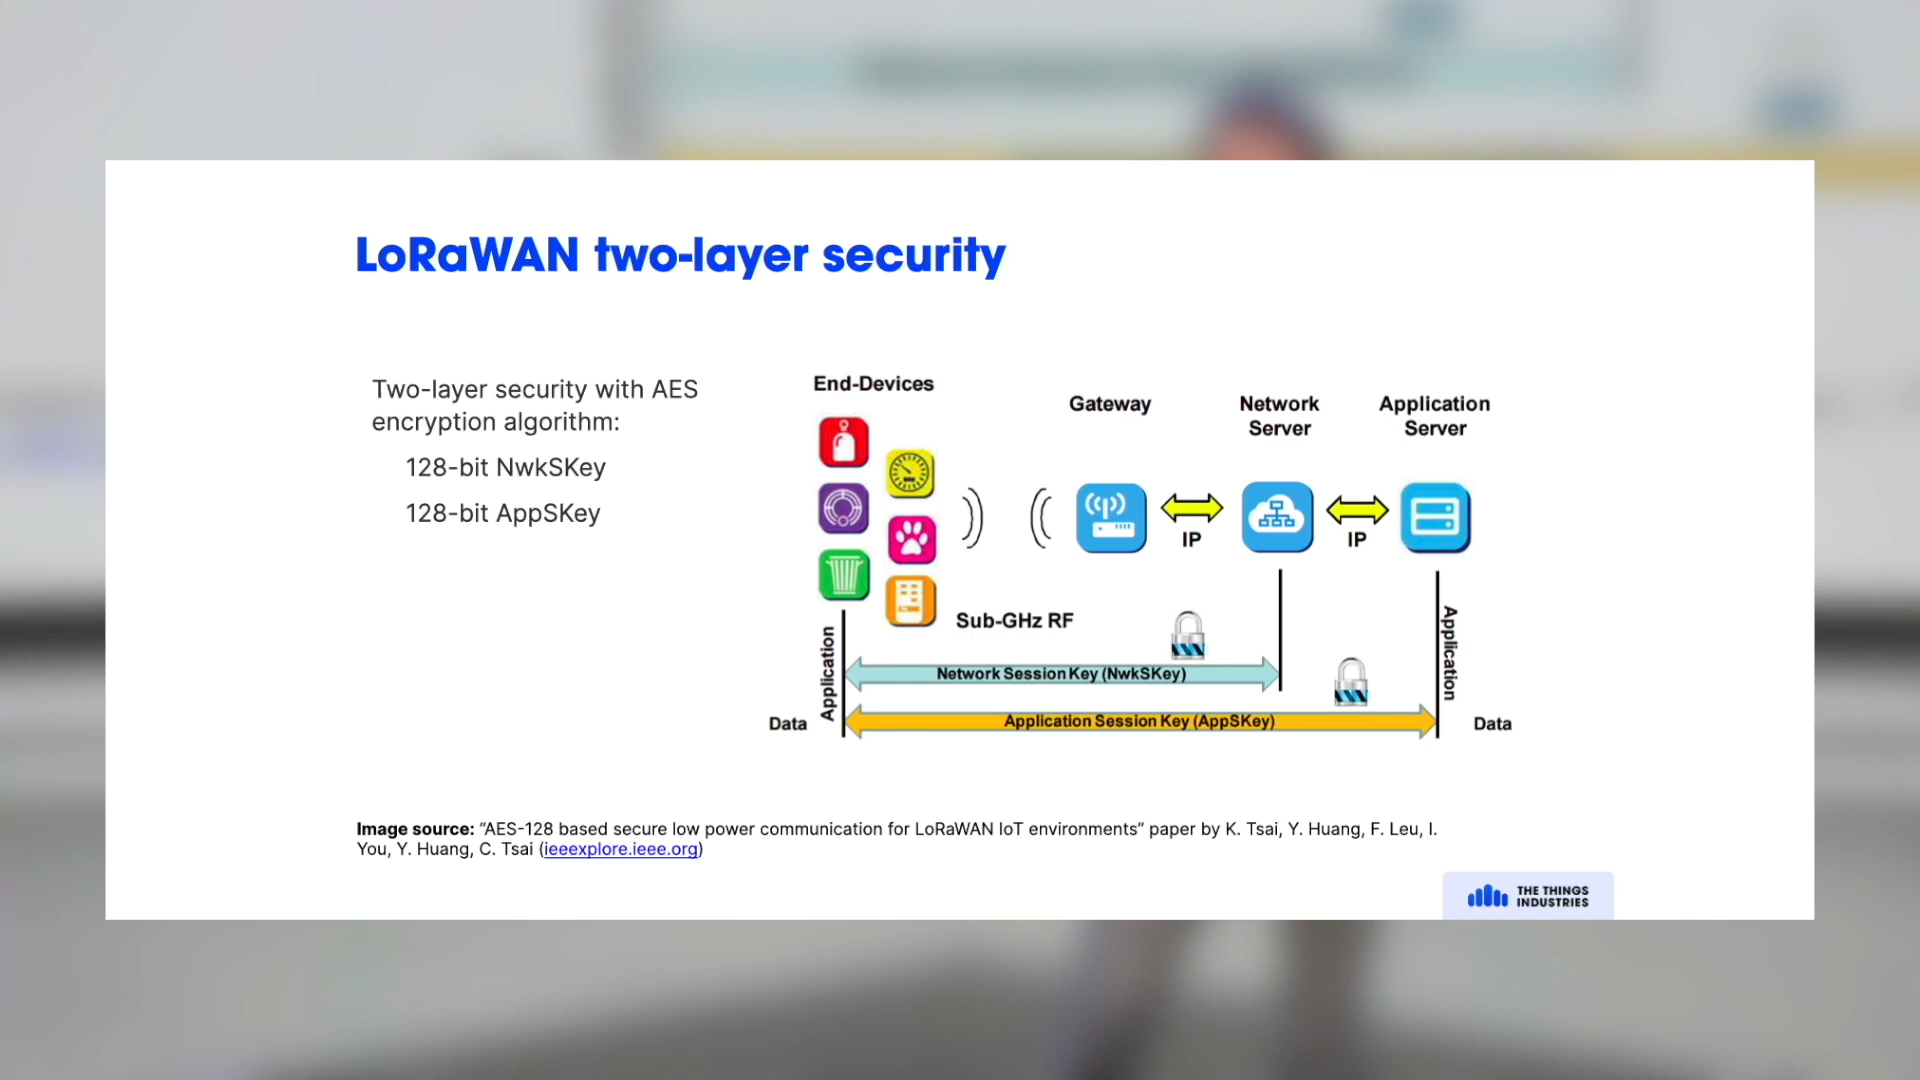 LoRaWAN two-layer security
Two-layer security with AES
encryption algorithm:
128-bit NwkSKey
128-bit AppSKey
End-Devices
Gateway
Network
Server
Application
Server
IP
IP
Sub-GHz RF
Application
Application
Network Session Key (NwkSKey)
Data
Application Session Key (AppSKey)
Data
Image source: "AES-128 based secure low power communication for LoRaWAN IoT environments” paper by K. Tsai, Y. Huang, F. Leu, I.
You, Y. Huang, C. Tsai (ieeexplore.ieee.org)
THE THINGS
INDUSTRIES